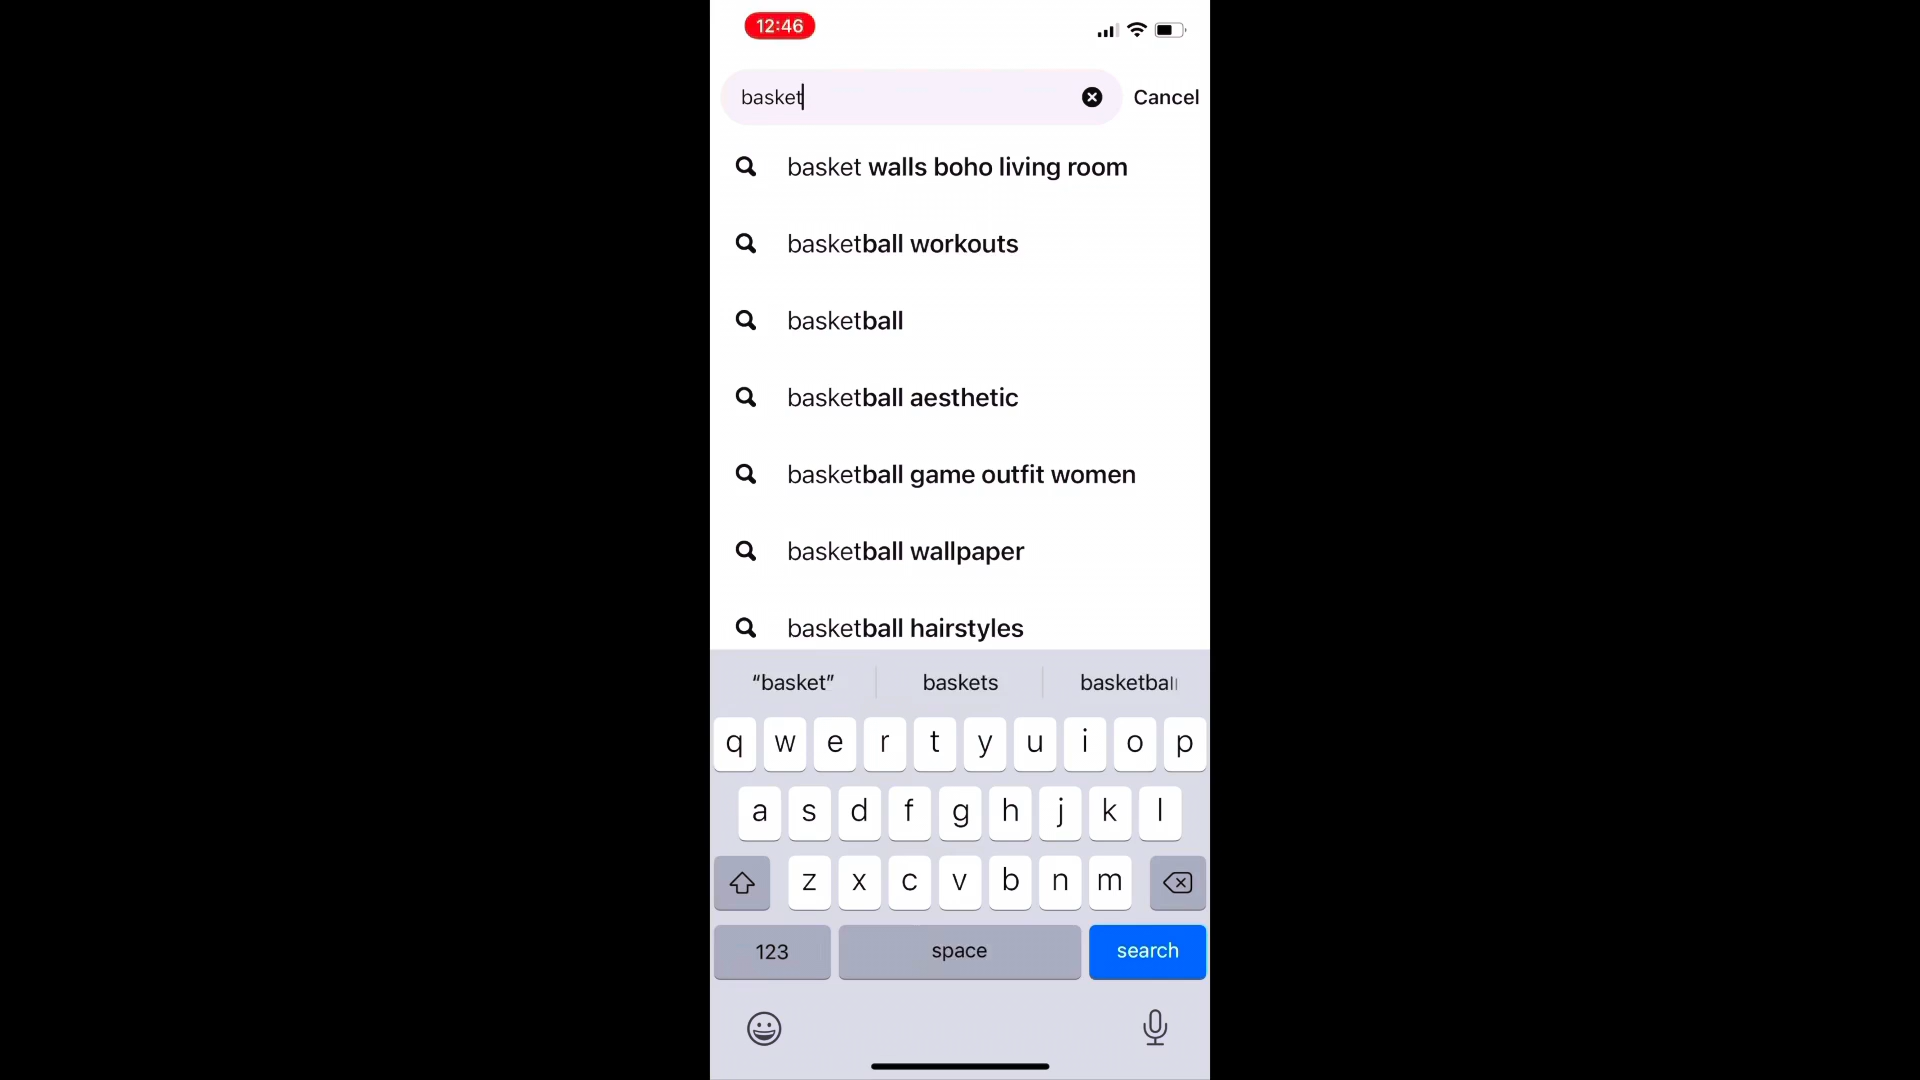 12:46
basket
Cancel
basket walls boho living room
basketball workouts
basketball
basketball aesthetic
basketball game outfit women
basketball wallpaper
basketball hairstyles
“basket” baskets basketball
q w e r t y u i o p
a s d f g h j k l
z x c v b n m
123 space search